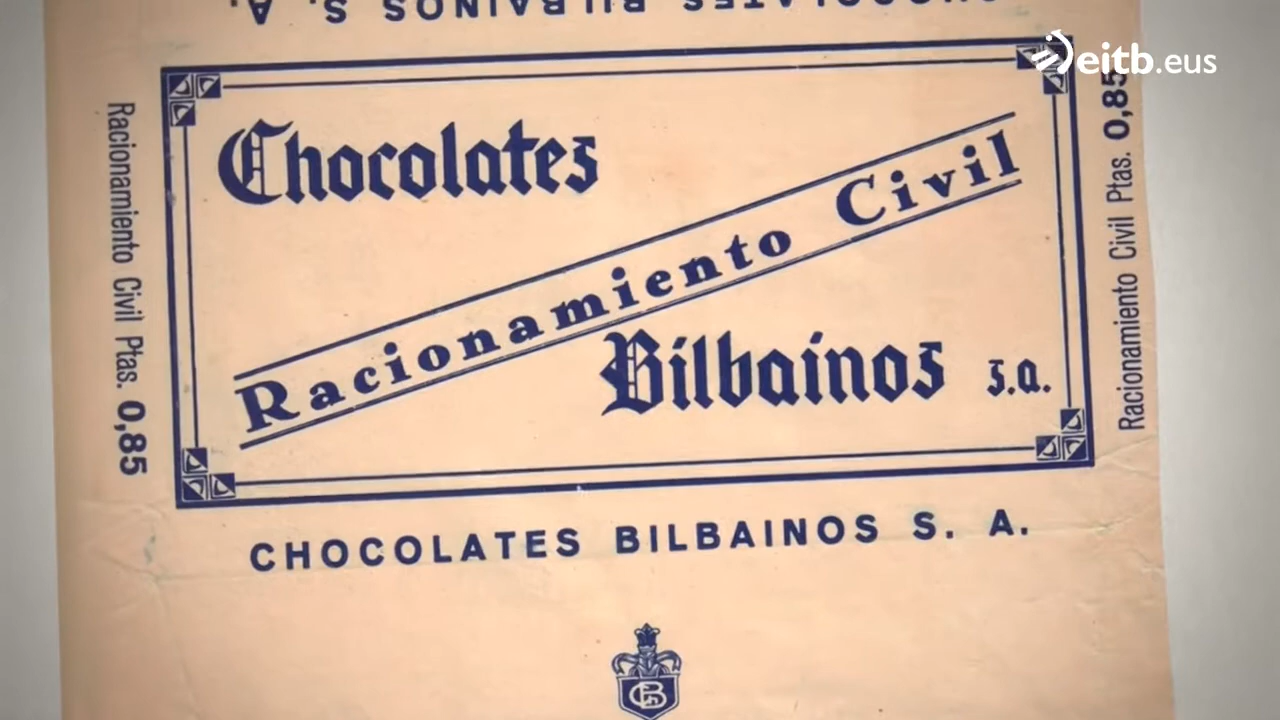 CHOCOLATES BILBAINOS S. A.
eitb.eus
Chocolates
Racionamiento Civil
Bilbainos s.a.
Racionamiento Civil Ptas. 0,85
Racionamiento Civil Ptas. 0,85
CHOCOLATES BILBAINOS S. A.
CB